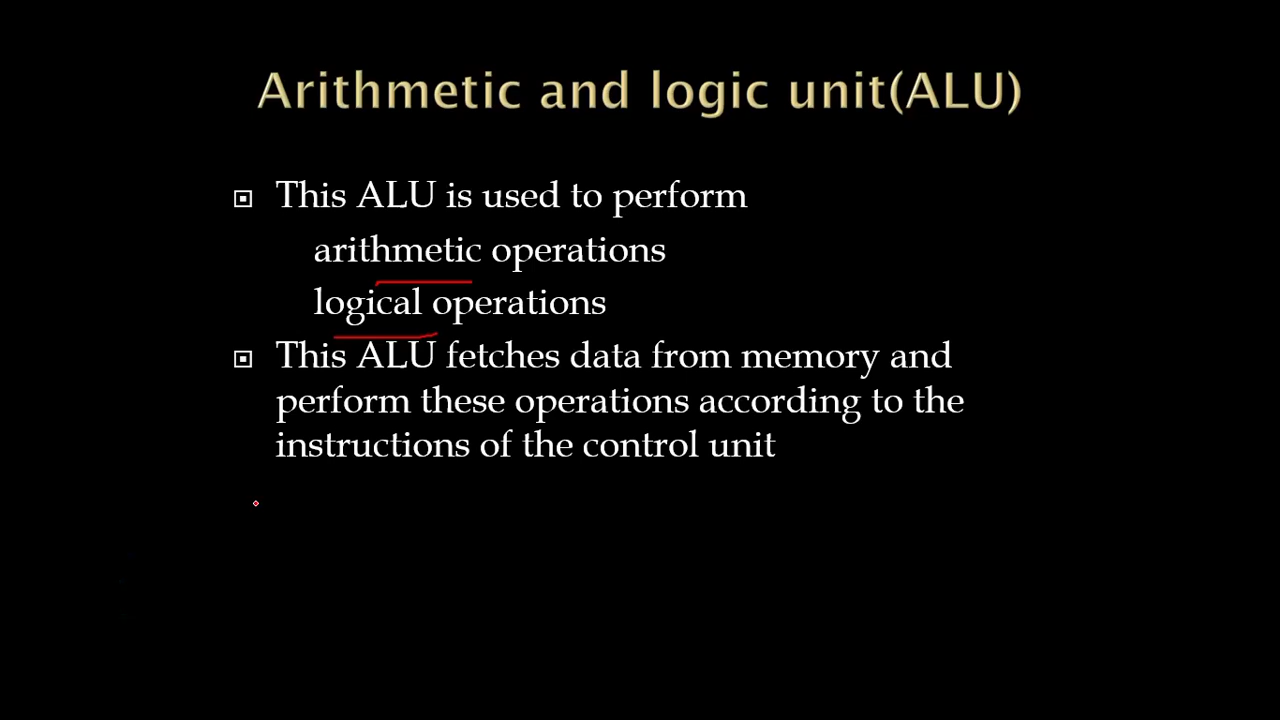 Arithmetic and logic unit(ALU)
This ALU is used to perform
arithmetic operations
logical operations
This ALU fetches data from memory and
perform these operations according to the
instructions of the control unit